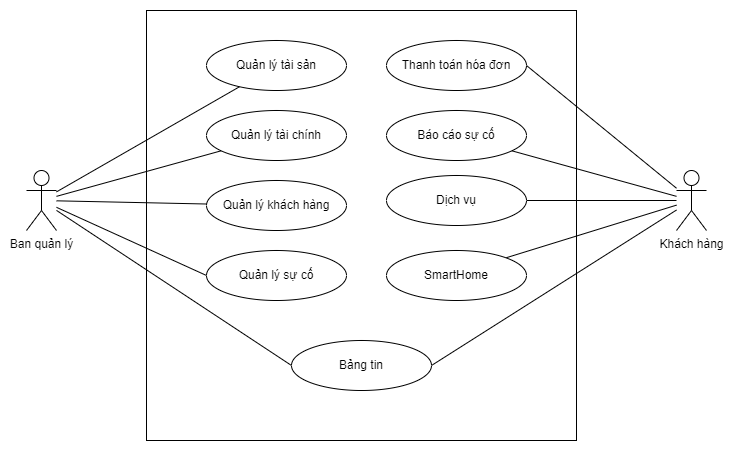 Quản lý tài sản
Thanh toán hóa đơn
Quản lý tài chính
Báo cáo sự cố
Quản lý khách hàng
Dịch vụ
Ban quản lý
Khách hàng
Quản lý sự cố
SmartHome
Bảng tin